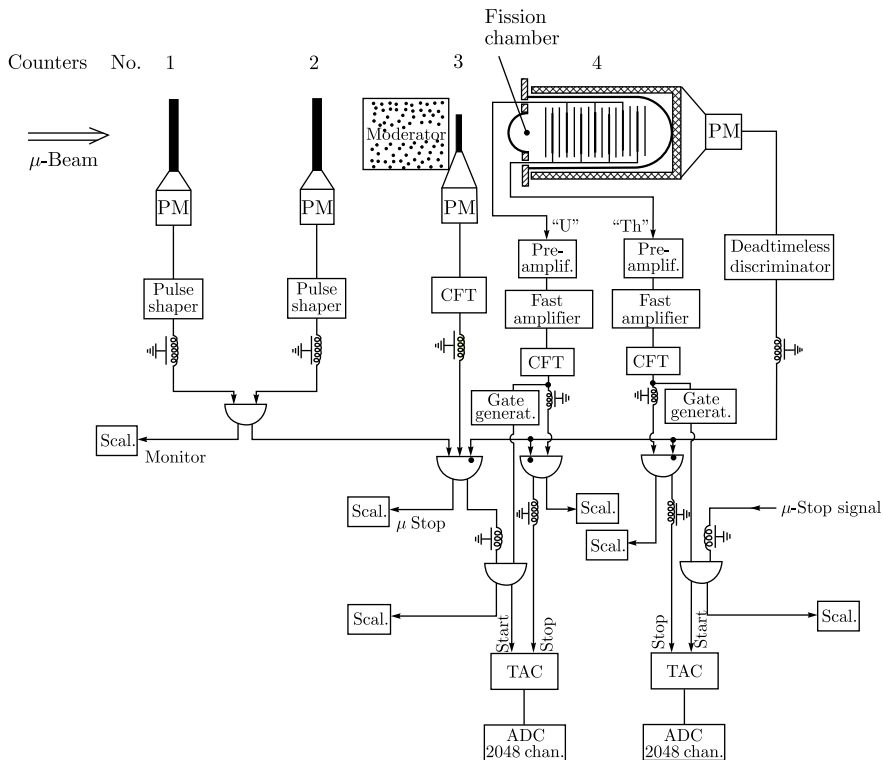 Fission
chamber
Counters No. 1 2 3 4
Moderator
μ-Beam
PM
PM
PM
PM
"U"
"Th"
Pre-
amplif.
Pre-
amplif.
Deadtimeless
discriminator
Pulse
shaper
Pulse
shaper
CFT
Fast
amplifier
Fast
amplifier
CFT
CFT
Gate
generat.
Gate
generat.
Scal.
Monitor
Scal.
μ Stop
Scal.
Scal.
μ-Stop signal
Scal.
Scal.
Start
Stop
Stop
Start
TAC
TAC
ADC
2048 chan.
ADC
2048 chan.